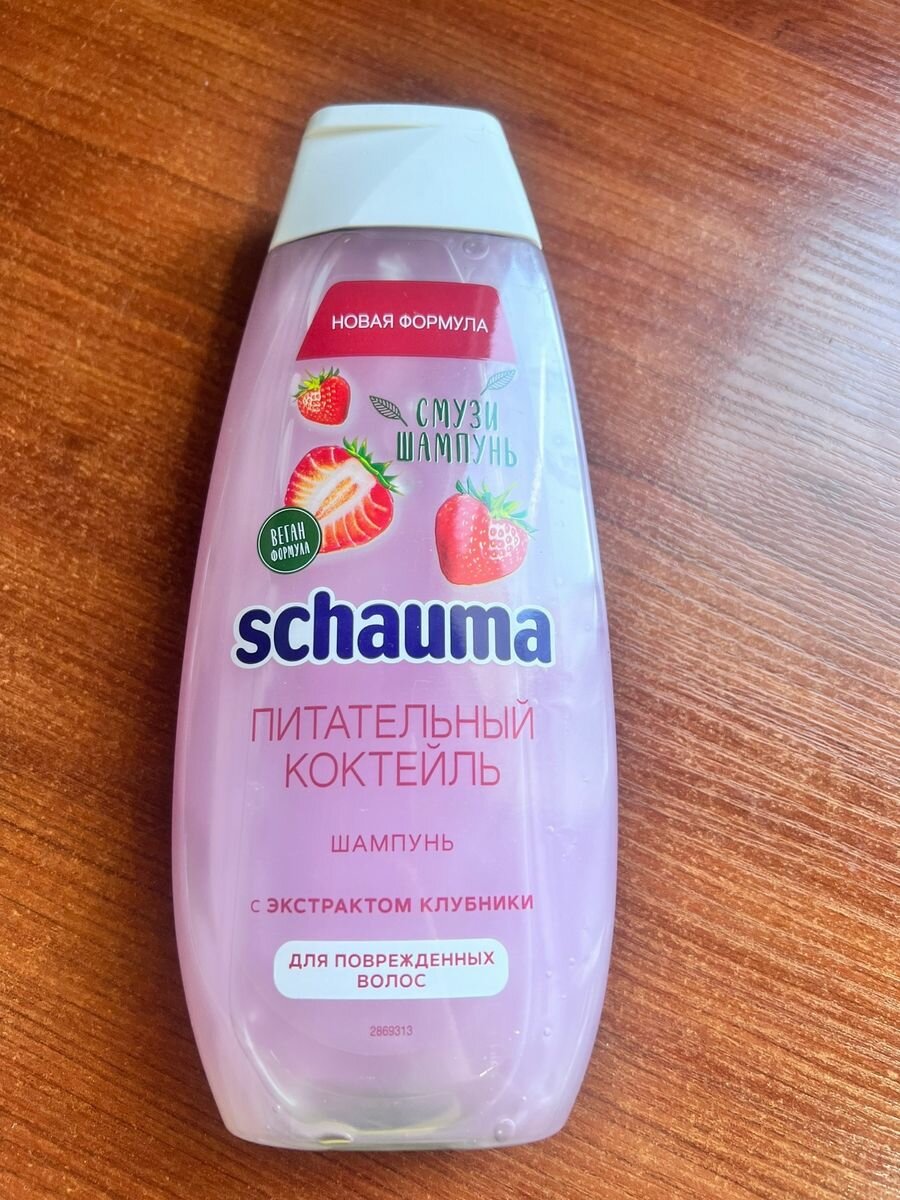 НОВАЯ ФОРМУЛА
СМУЗИ
ШАМПУНЬ
ВЕГАН
ФОРМУЛА
schauma
ПИТАТЕЛЬНЫЙ
КОКТЕЙЛЬ
ШАМПУНЬ
С ЭКСТРАКТОМ КЛУБНИКИ
ДЛЯ ПОВРЕЖДЕННЫХ
ВОЛОС
2869313